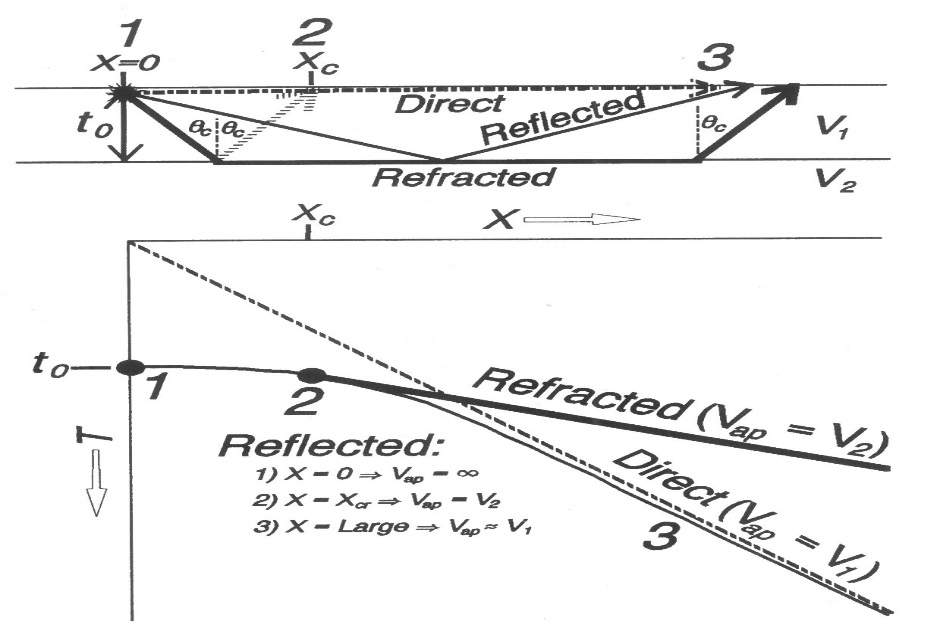 1 2 3
X=0 Xc
Direct
t₀ θc θc Reflected θc V₁
Refracted V₂
Xc X
t₀ 1
2 Refracted (Vap = V₂)
T
Reflected:
1) X = 0 ⇒ Vap = ∞
2) X = Xcr ⇒ Vap = V₂
3) X = Large ⇒ Vap ≈ V₁
Direct (Vap = V₁)
3